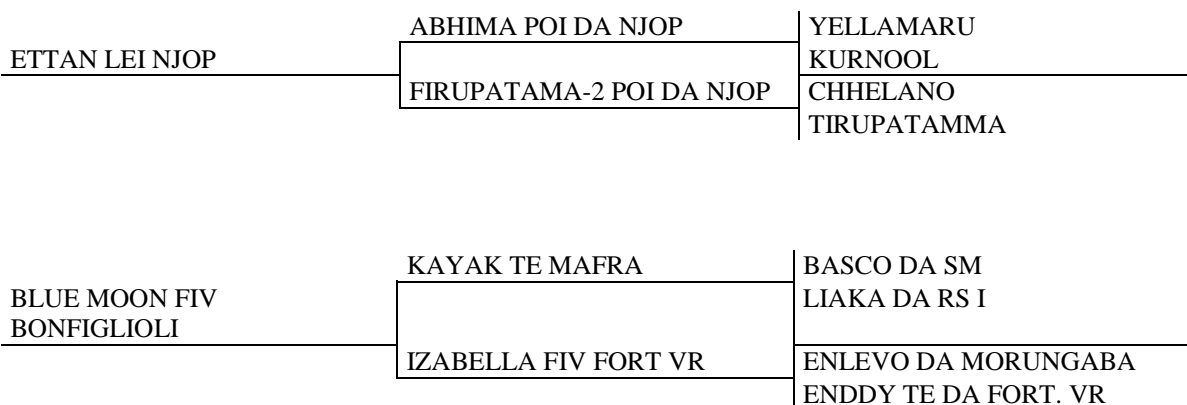 ABHIMA POI DA NJOP
YELLAMARU
ETTAN LEI NJOP
KURNOOL
FIRUPATAMA-2 POI DA NJOP
CHHELANO
TIRUPATAMMA
KAYAK TE MAFRA
BASCO DA SM
BLUE MOON FIV
LIAKA DA RS I
BONFIGLIOLI
IZABELLA FIV FORT VR
ENLEVO DA MORUNGABA
ENDDY TE DA FORT. VR